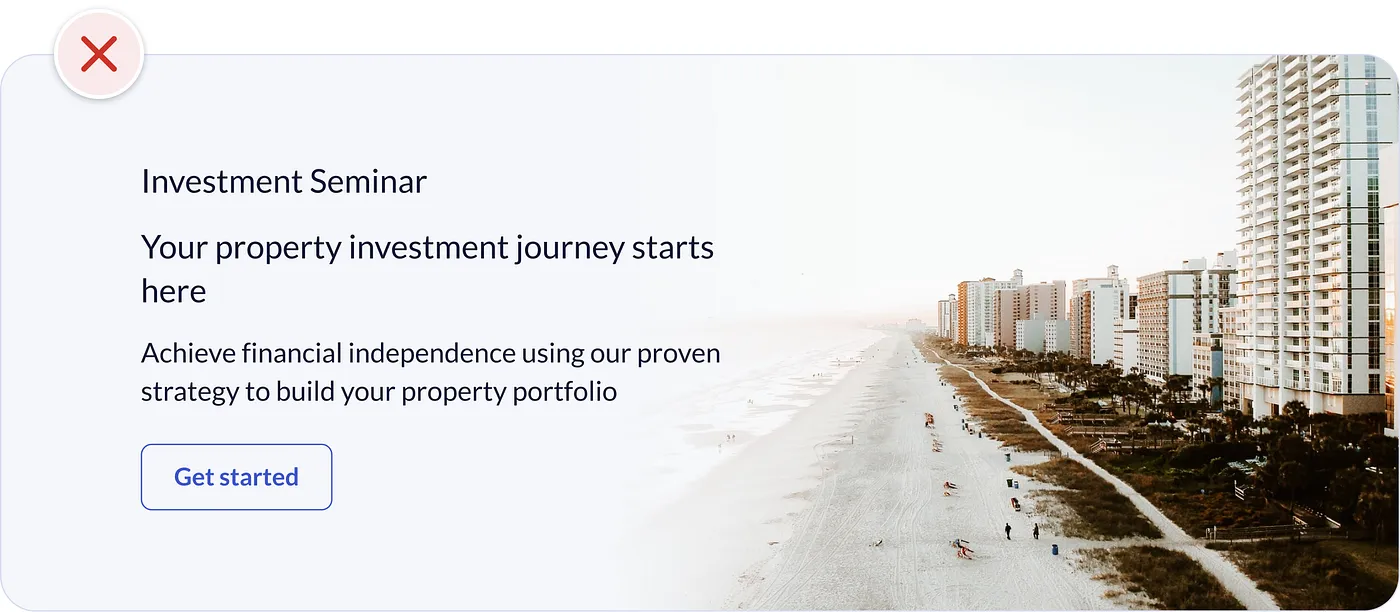 Investment Seminar
Your property investment journey starts
here
Achieve financial independence using our proven
strategy to build your property portfolio
Get started